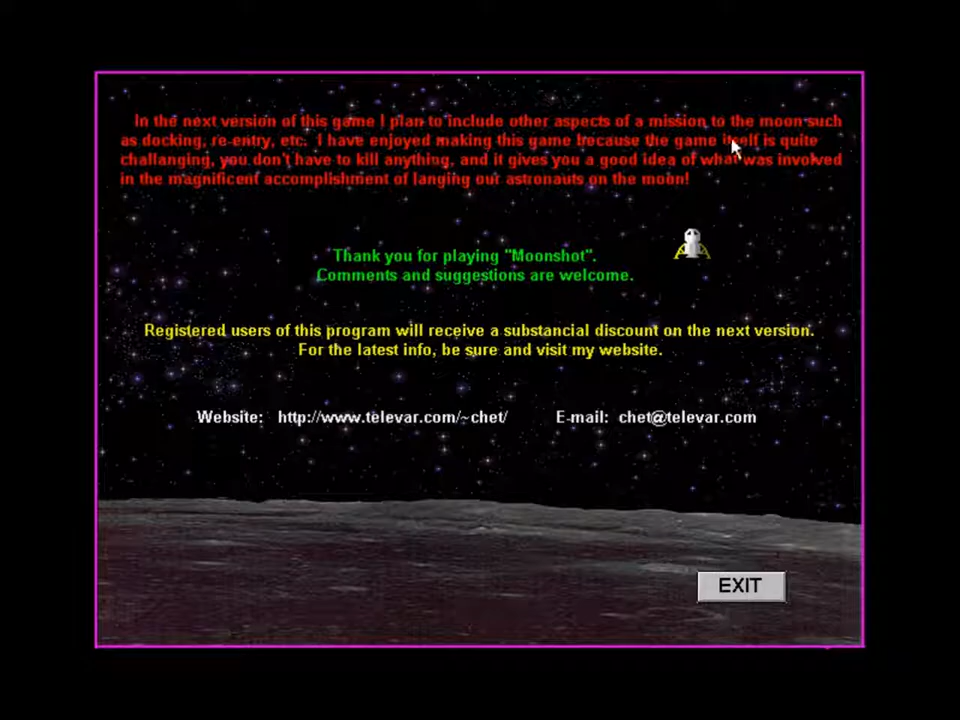 In the next version of this game I plan to include other aspects of a mission to the moon such
as docking, re-entry, etc. I have enjoyed making this game because the game itself is quite
challanging, you don't have to kill anything, and it gives you a good idea of what was involved
in the magnificent accomplishment of langing our astronauts on the moon!
Thank you for playing "Moonshot".
Comments and suggestions are welcome.
Registered users of this program will receive a substancial discount on the next version.
For the latest info, be sure and visit my website.
Website: http://www.televar.com/~chet/ E-mail: chet@televar.com
EXIT